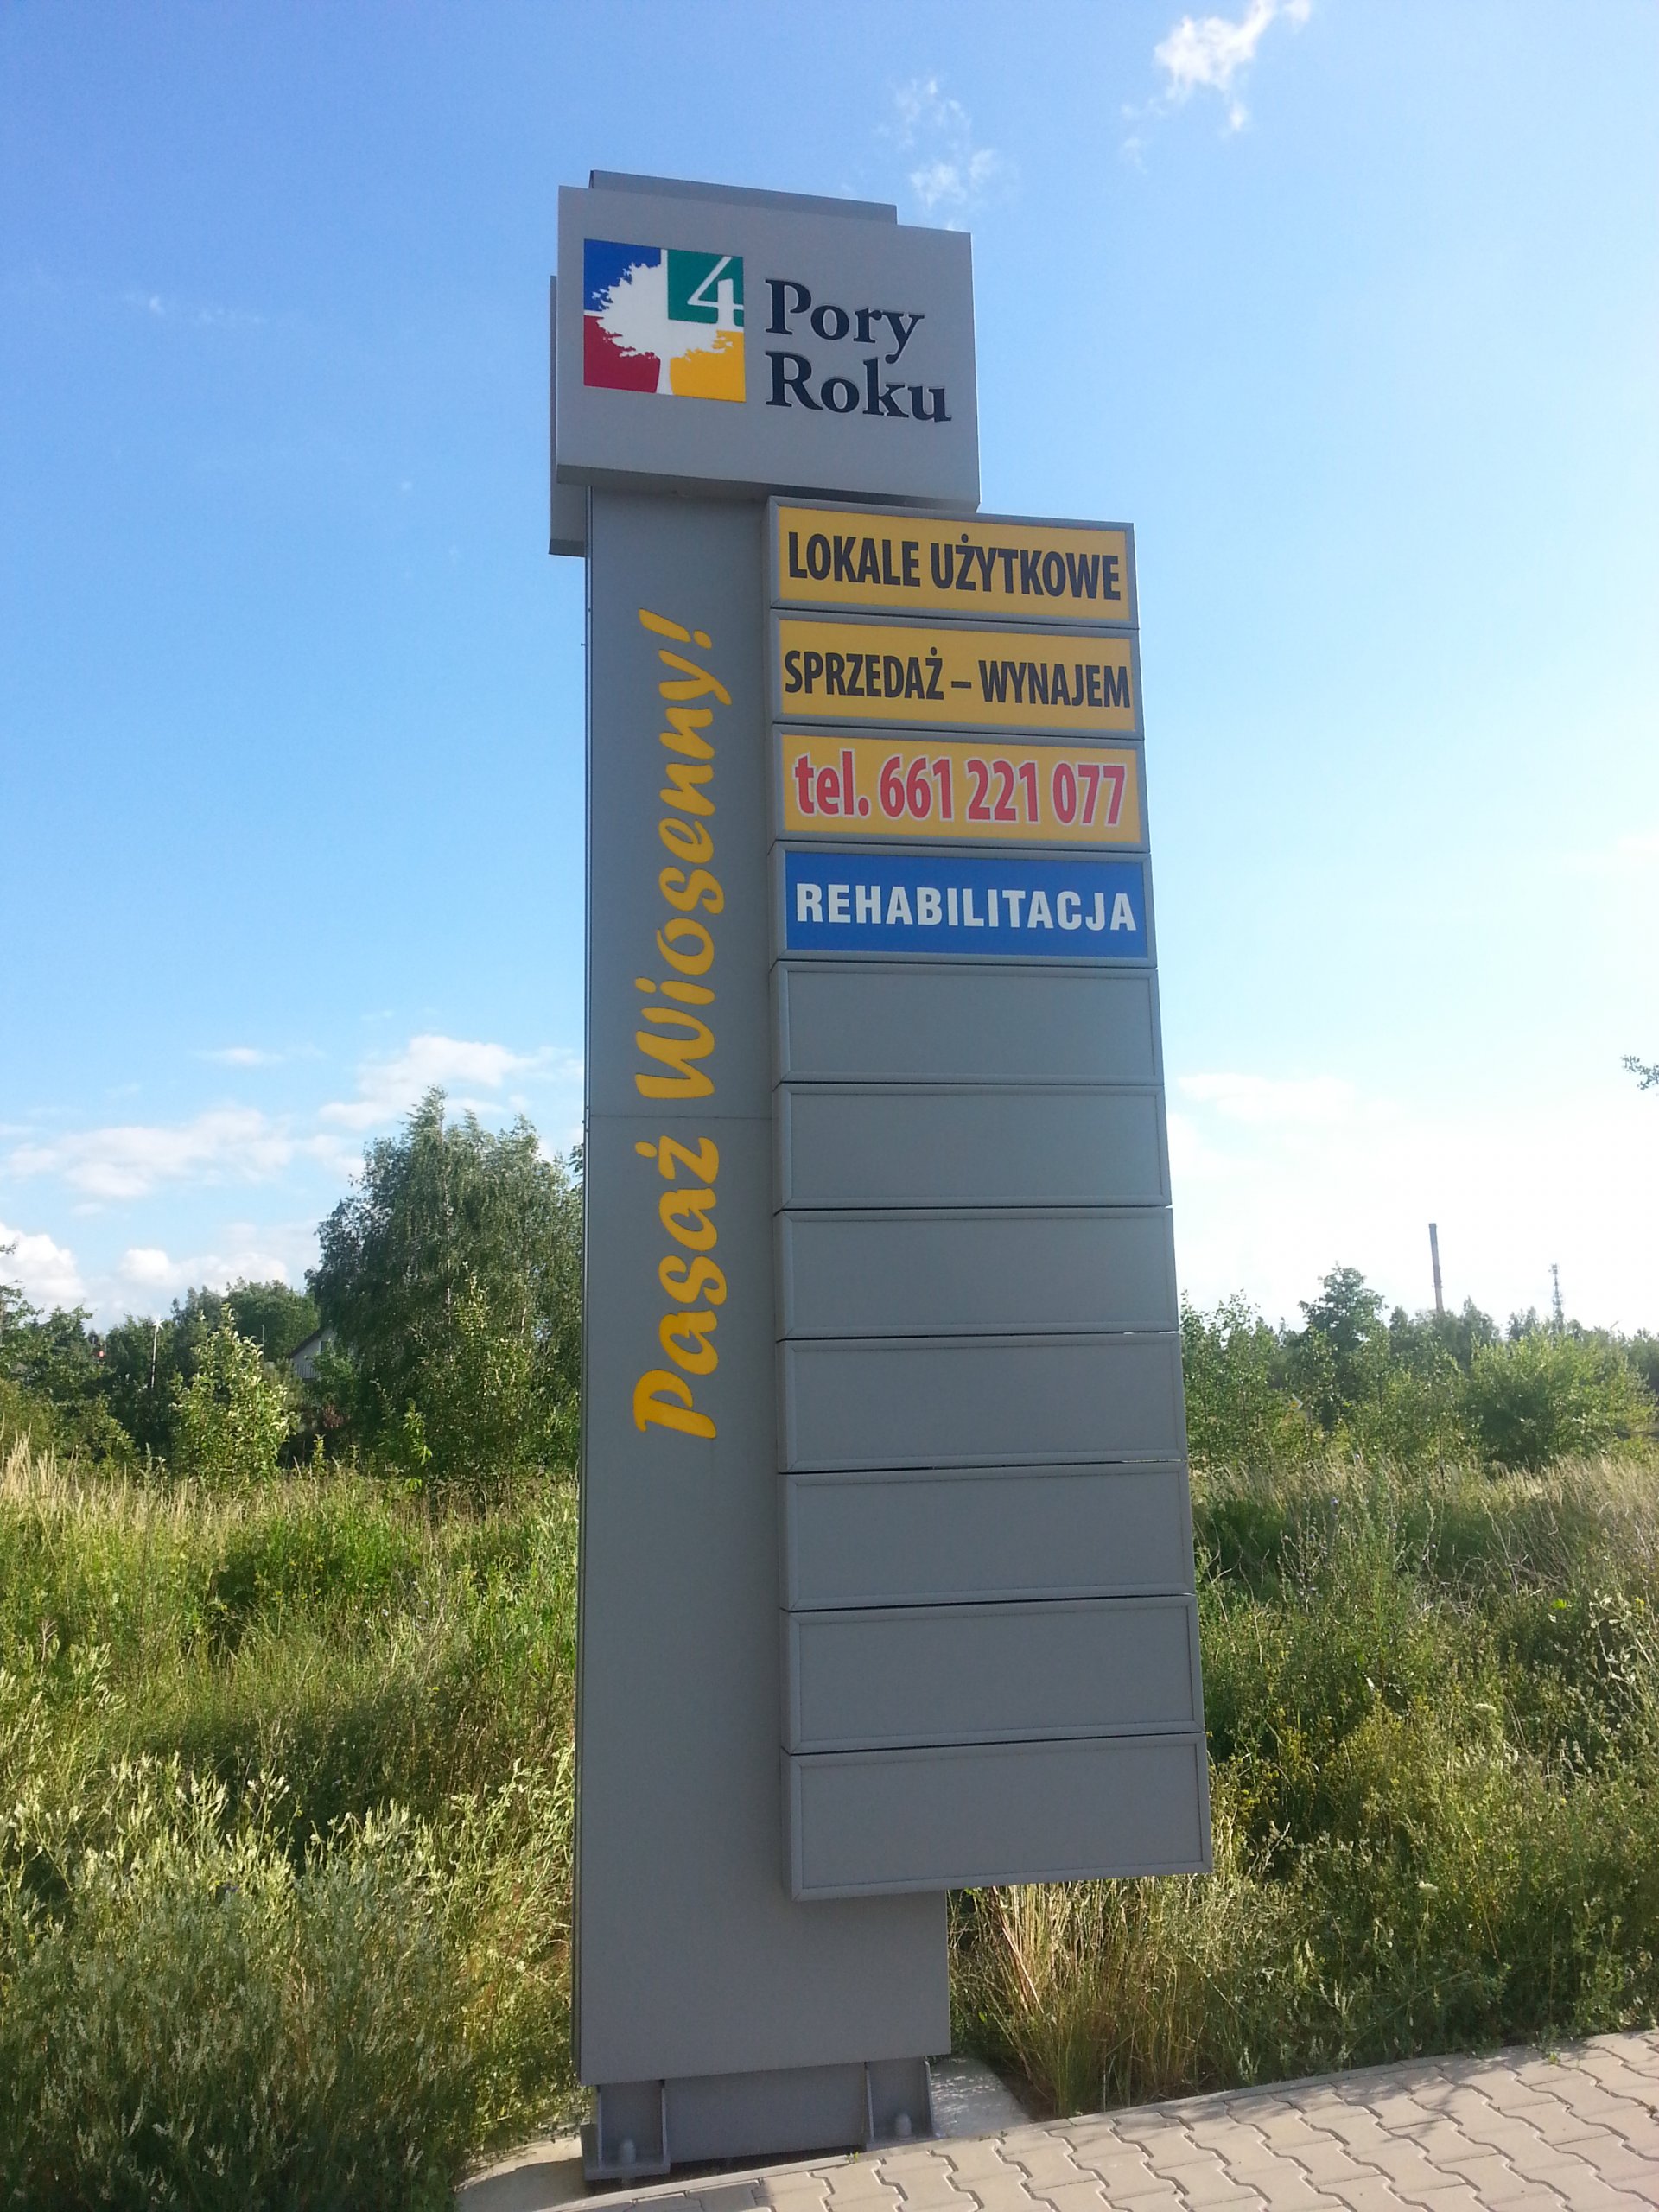 4
Pory
Roku
LOKALE UŻYTKOWE
SPRZEDAŻ – WYNAJEM
tel. 661 221 077
REHABILITACJA
Pasaż Wiosenny!